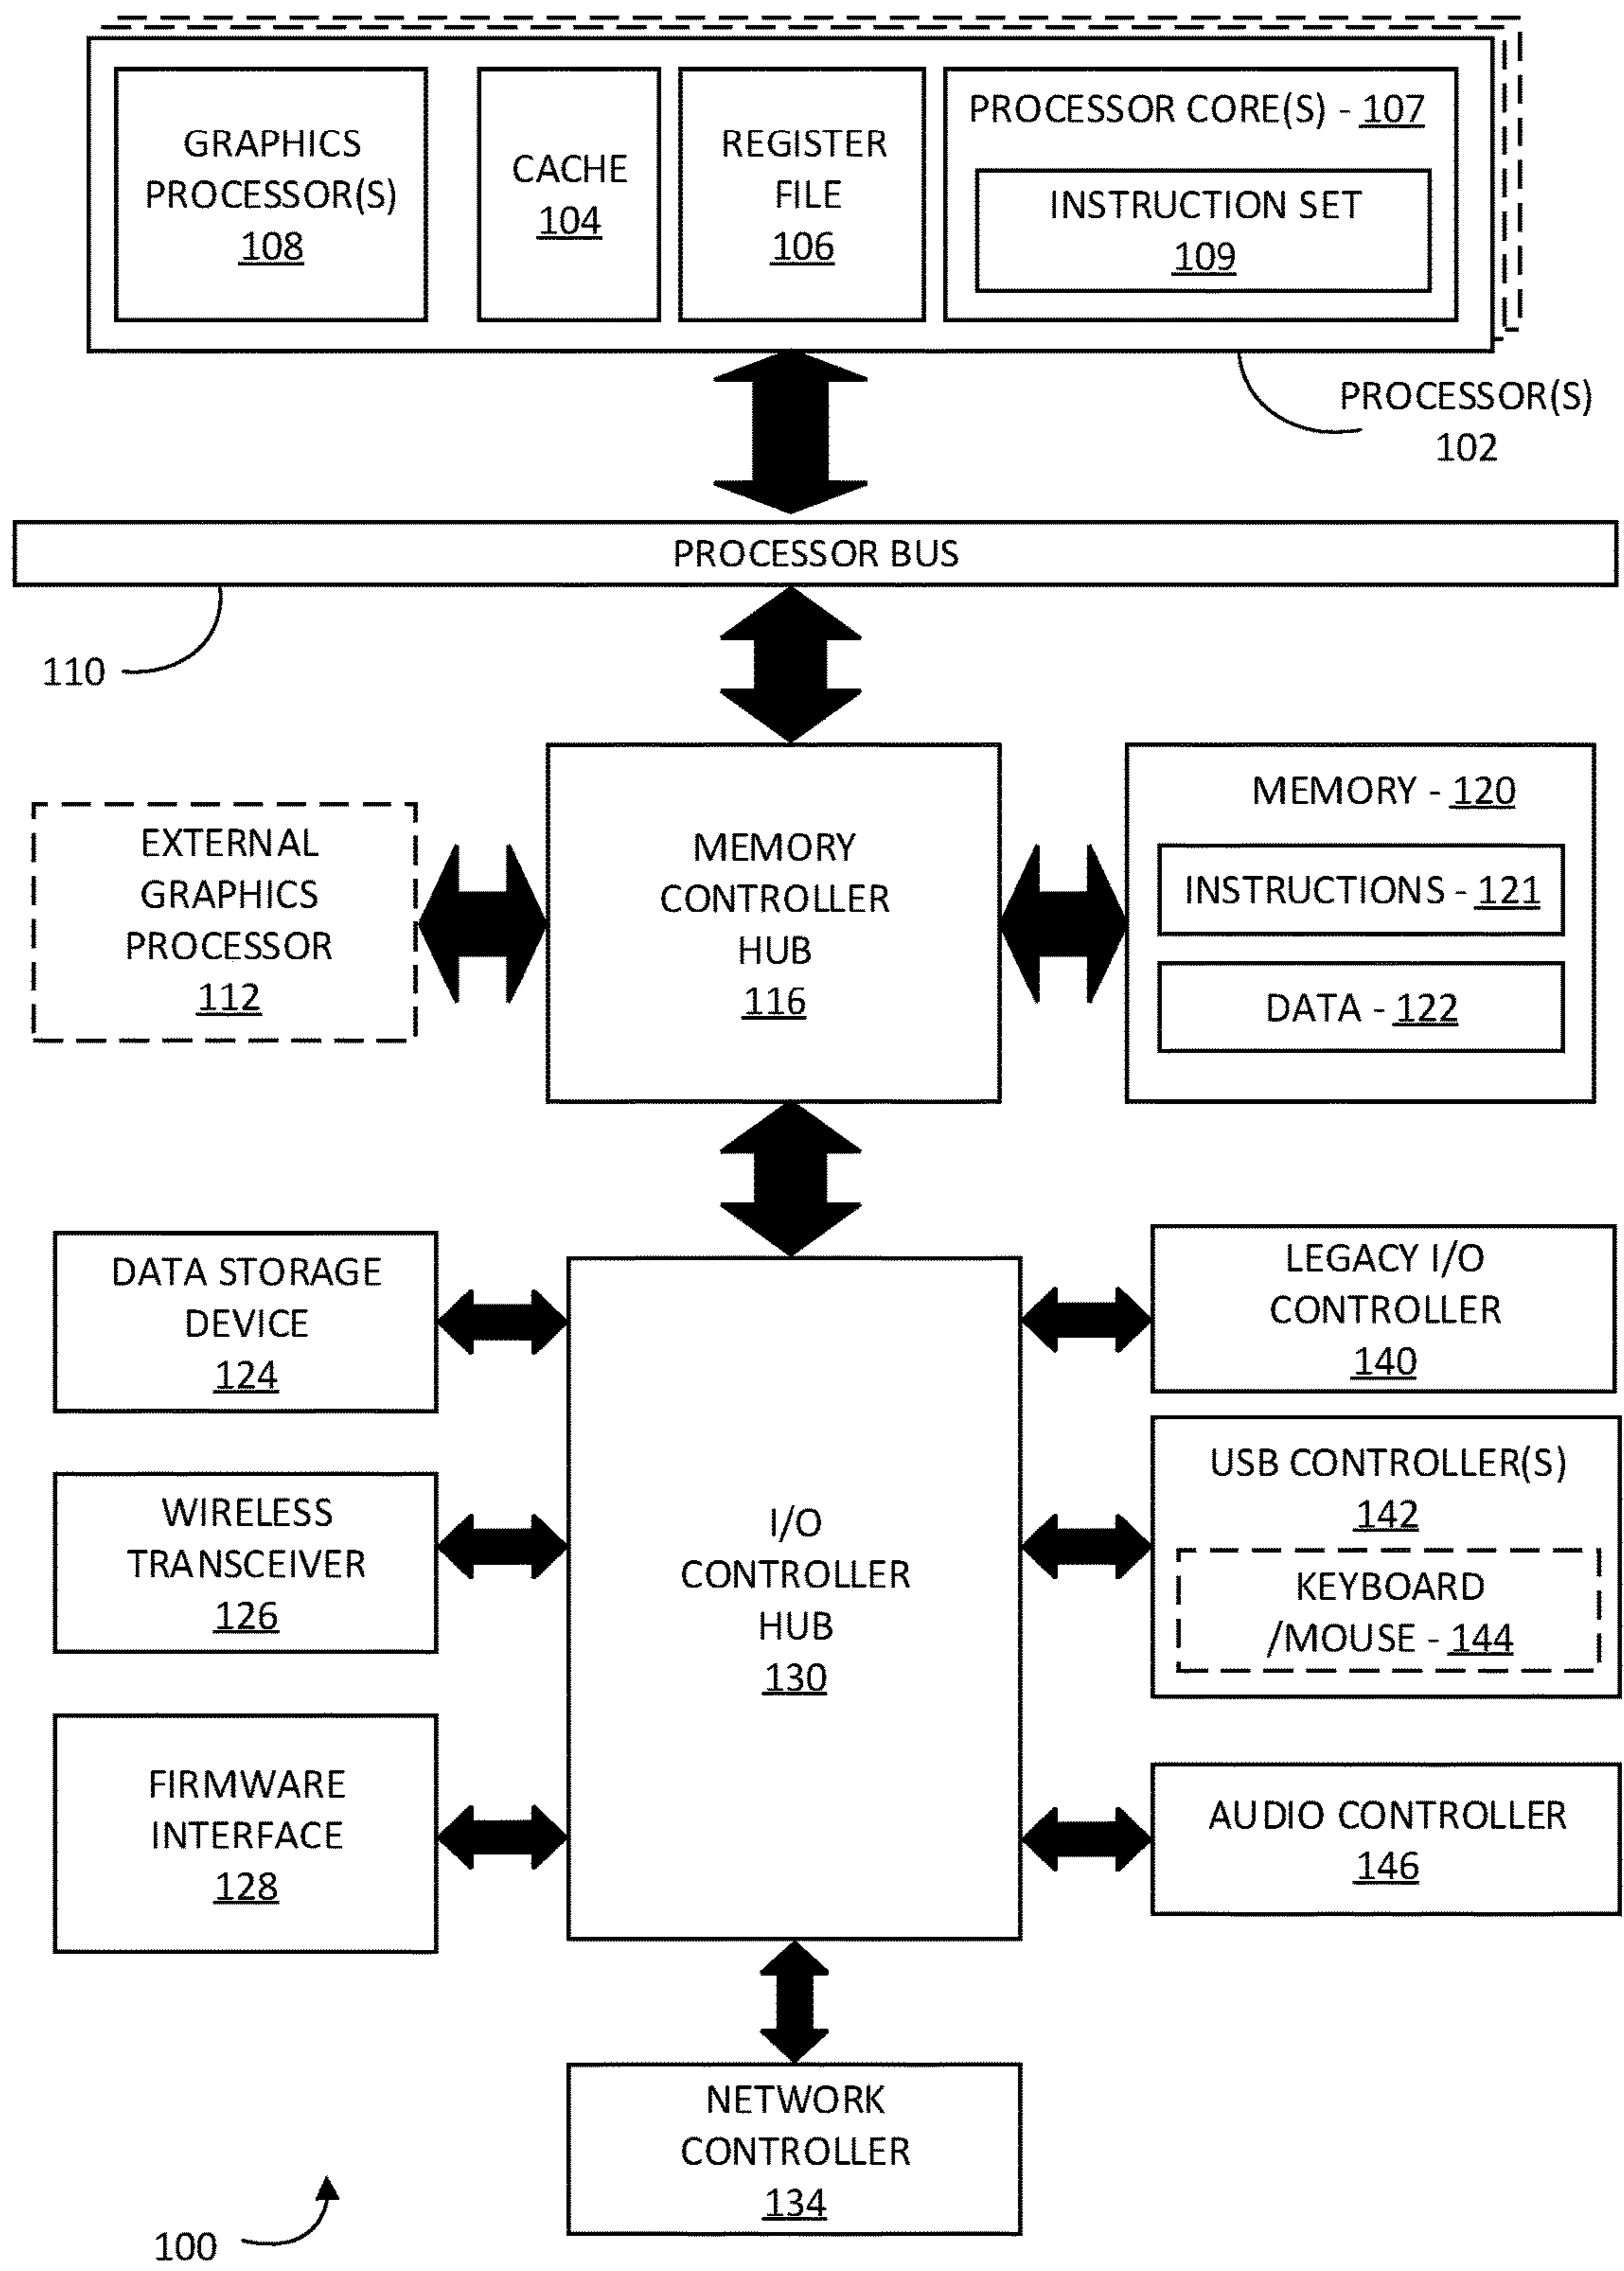 GRAPHICS
PROCESSOR(S)
108
CACHE
104
REGISTER
FILE
106
PROCESSOR CORE(S) - 107
INSTRUCTION SET
109
PROCESSOR(S)
102
PROCESSOR BUS
110
EXTERNAL
GRAPHICS
PROCESSOR
112
MEMORY
CONTROLLER
HUB
116
MEMORY - 120
INSTRUCTIONS - 121
DATA - 122
DATA STORAGE
DEVICE
124
WIRELESS
TRANSCEIVER
126
FIRMWARE
INTERFACE
128
I/O
CONTROLLER
HUB
130
LEGACY I/O
CONTROLLER
140
USB CONTROLLER(S)
142
KEYBOARD
/MOUSE - 144
AUDIO CONTROLLER
146
NETWORK
CONTROLLER
134
100